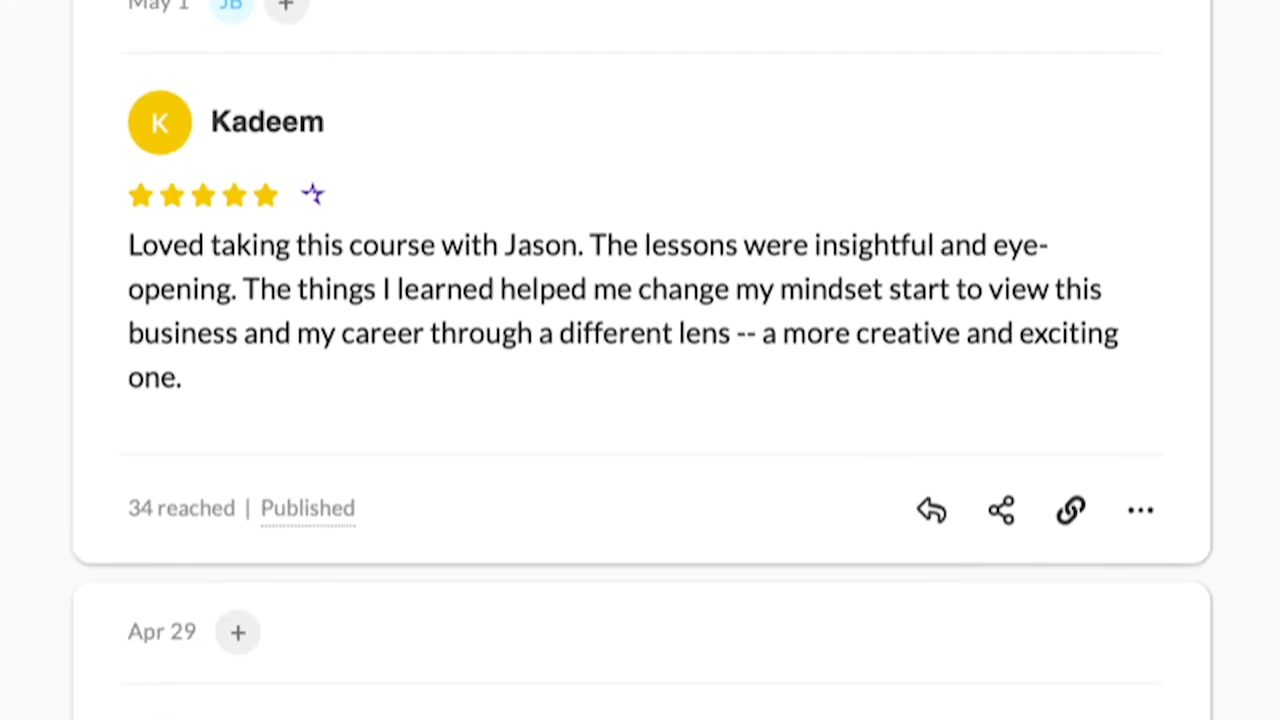 May 1 JB +
K Kadeem
Loved taking this course with Jason. The lessons were insightful and eye-
opening. The things I learned helped me change my mindset start to view this
business and my career through a different lens -- a more creative and exciting
one.
34 reached | Published
Apr 29 +